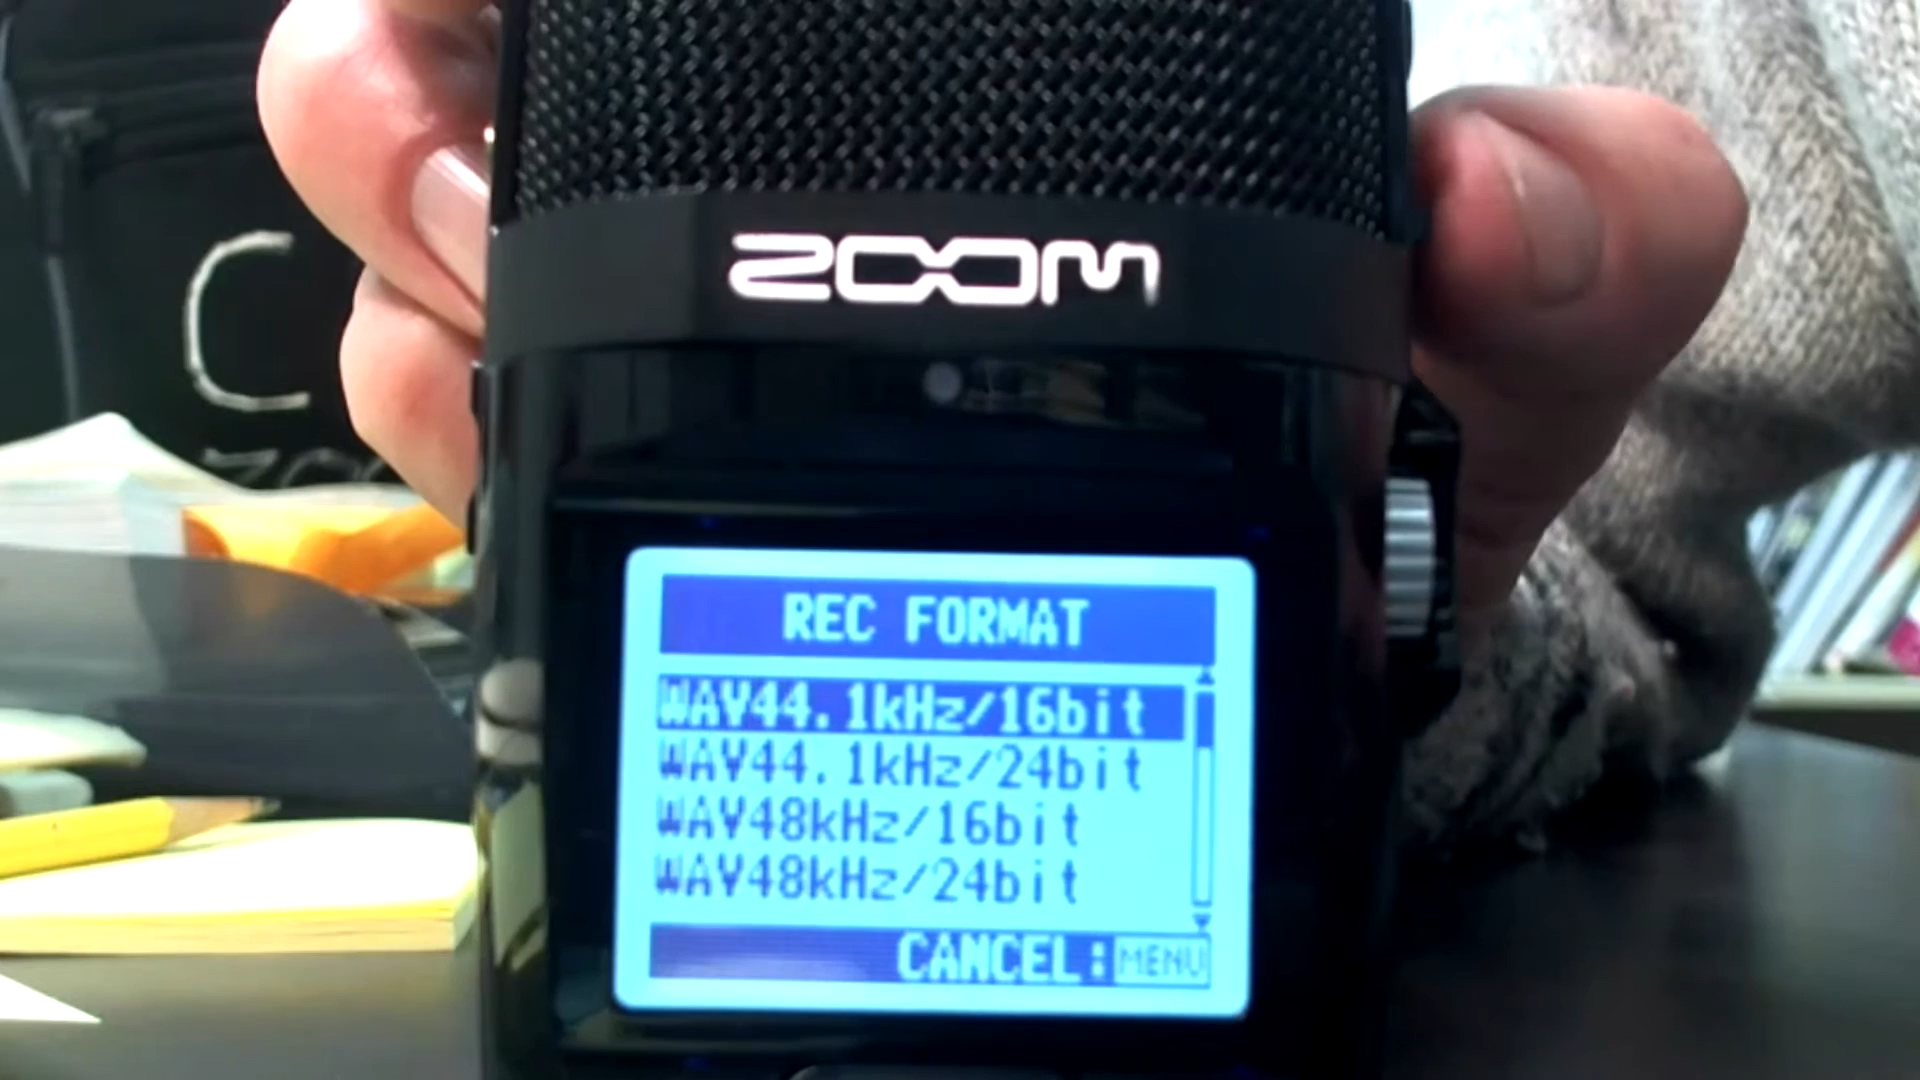 ZOOM
C
REC FORMAT
WAV44.1kHz/16bit
WAV44.1kHz/24bit
WAV48kHz/16bit
WAV48kHz/24bit
CANCEL:MENU